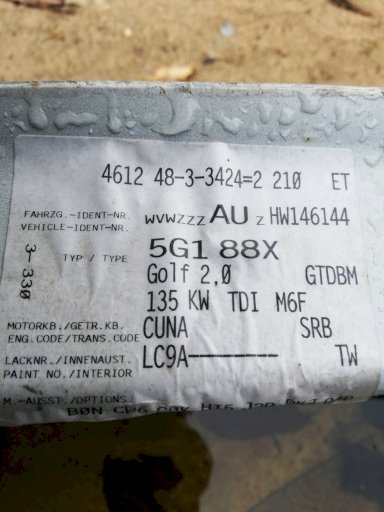 4612 48-3-3424=2 210 ET
FAHRZG.-IDENT-NR.
VEHICLE-IDENT-NR. WVWZZZ AU Z HW146144
3-330
TYP / TYPE 5G1 88X
Golf 2,0 GTDBM
135 KW TDI M6F
MOTORKB./GETR.KB.
ENG.CODE/TRANS.CODE CUNA SRB
LACKNR./INNENAUST.
PAINT NO./INTERIOR LC9A-------- TW
M.-AUSST./OPTIONS